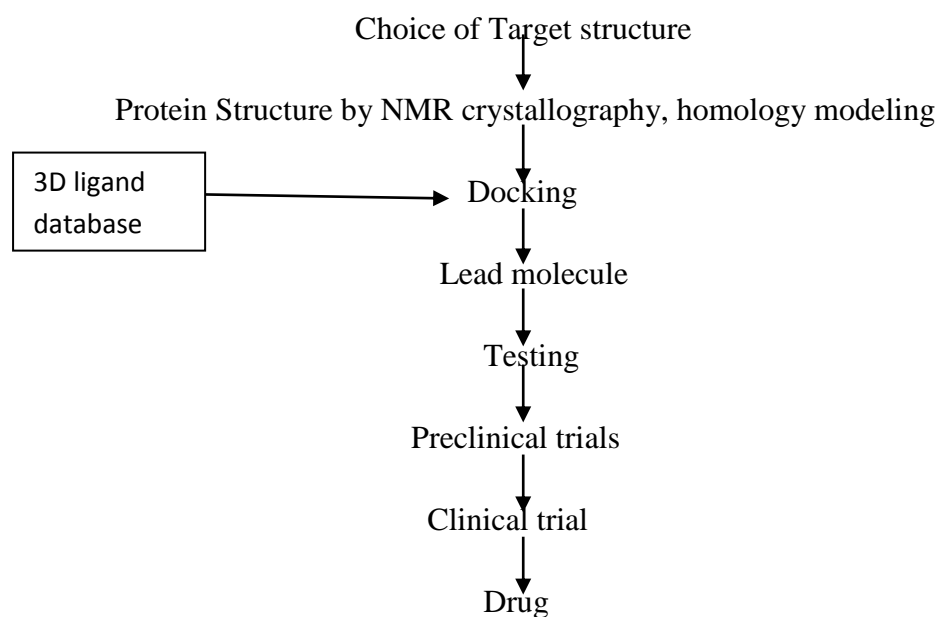 Choice of Target structure
Protein Structure by NMR crystallography, homology modeling
3D ligand
database
Docking
Lead molecule
Testing
Preclinical trials
Clinical trial
Drug